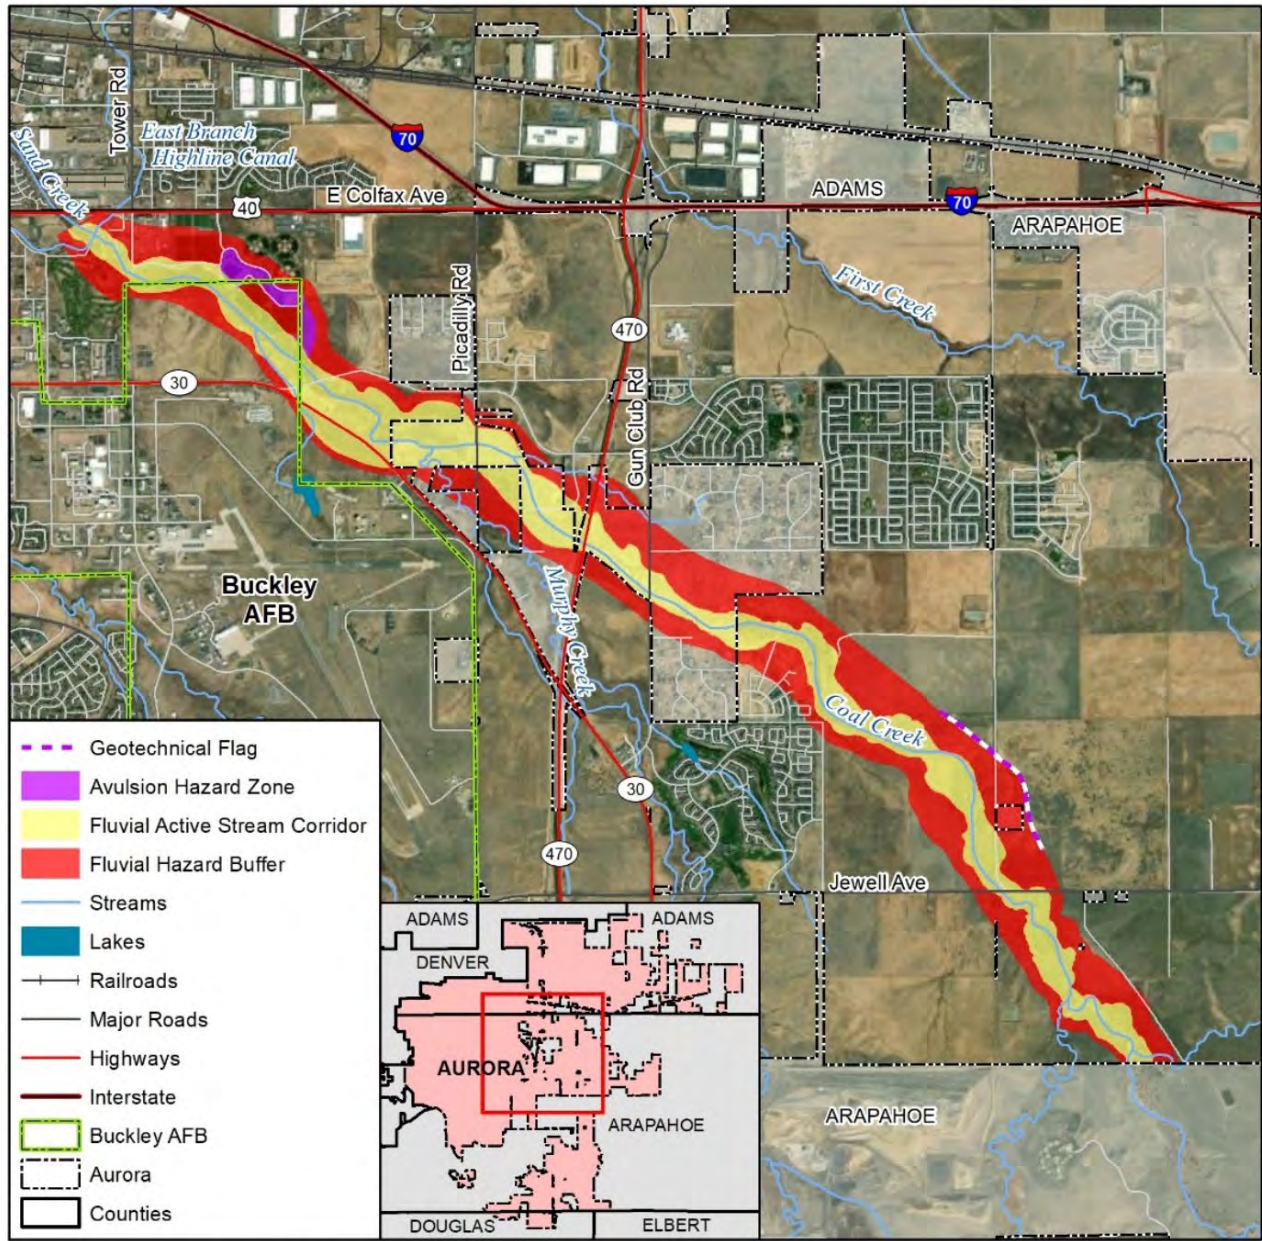 Tower Rd
Sand Creek
East Branch
Highline Canal
70
E Colfax Ave
40
ADAMS
70
ARAPAHOE
Picadilly Rd
First Creek
470
Gun Club Rd
30
Buckley
AFB
Murphy Creek
Coal Creek
30
470
Jewell Ave
ARAPAHOE
Geotechnical Flag
Avulsion Hazard Zone
Fluvial Active Stream Corridor
Fluvial Hazard Buffer
Streams
Lakes
Railroads
Major Roads
Highways
Interstate
Buckley AFB
Aurora
Counties
ADAMS
ADAMS
DENVER
AURORA
ARAPAHOE
DOUGLAS
ELBERT